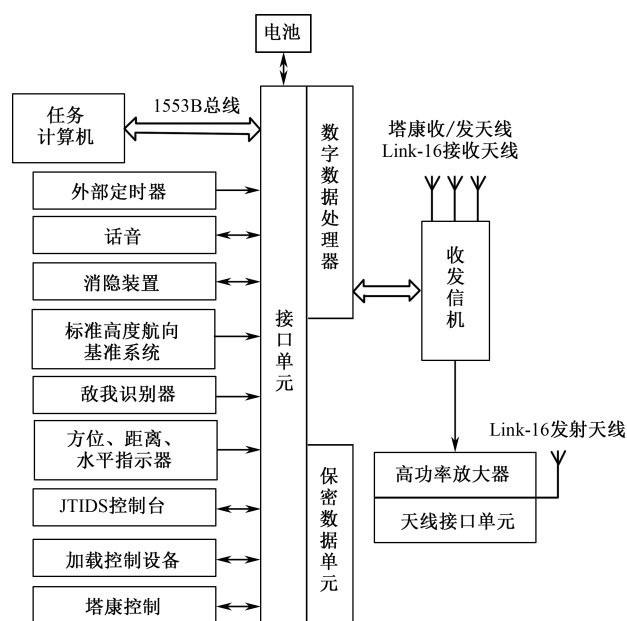 电池
任务
计算机
1553B总线
外部定时器
话音
消隐装置
标准高度航向
基准系统
敌我识别器
方位、距离、
水平指示器
JTIDS控制台
加载控制设备
塔康控制
接口单元
数字数据处理器
保密数据单元
塔康收/发天线
Link-16接收天线
收发信机
Link-16发射天线
高功率放大器
天线接口单元